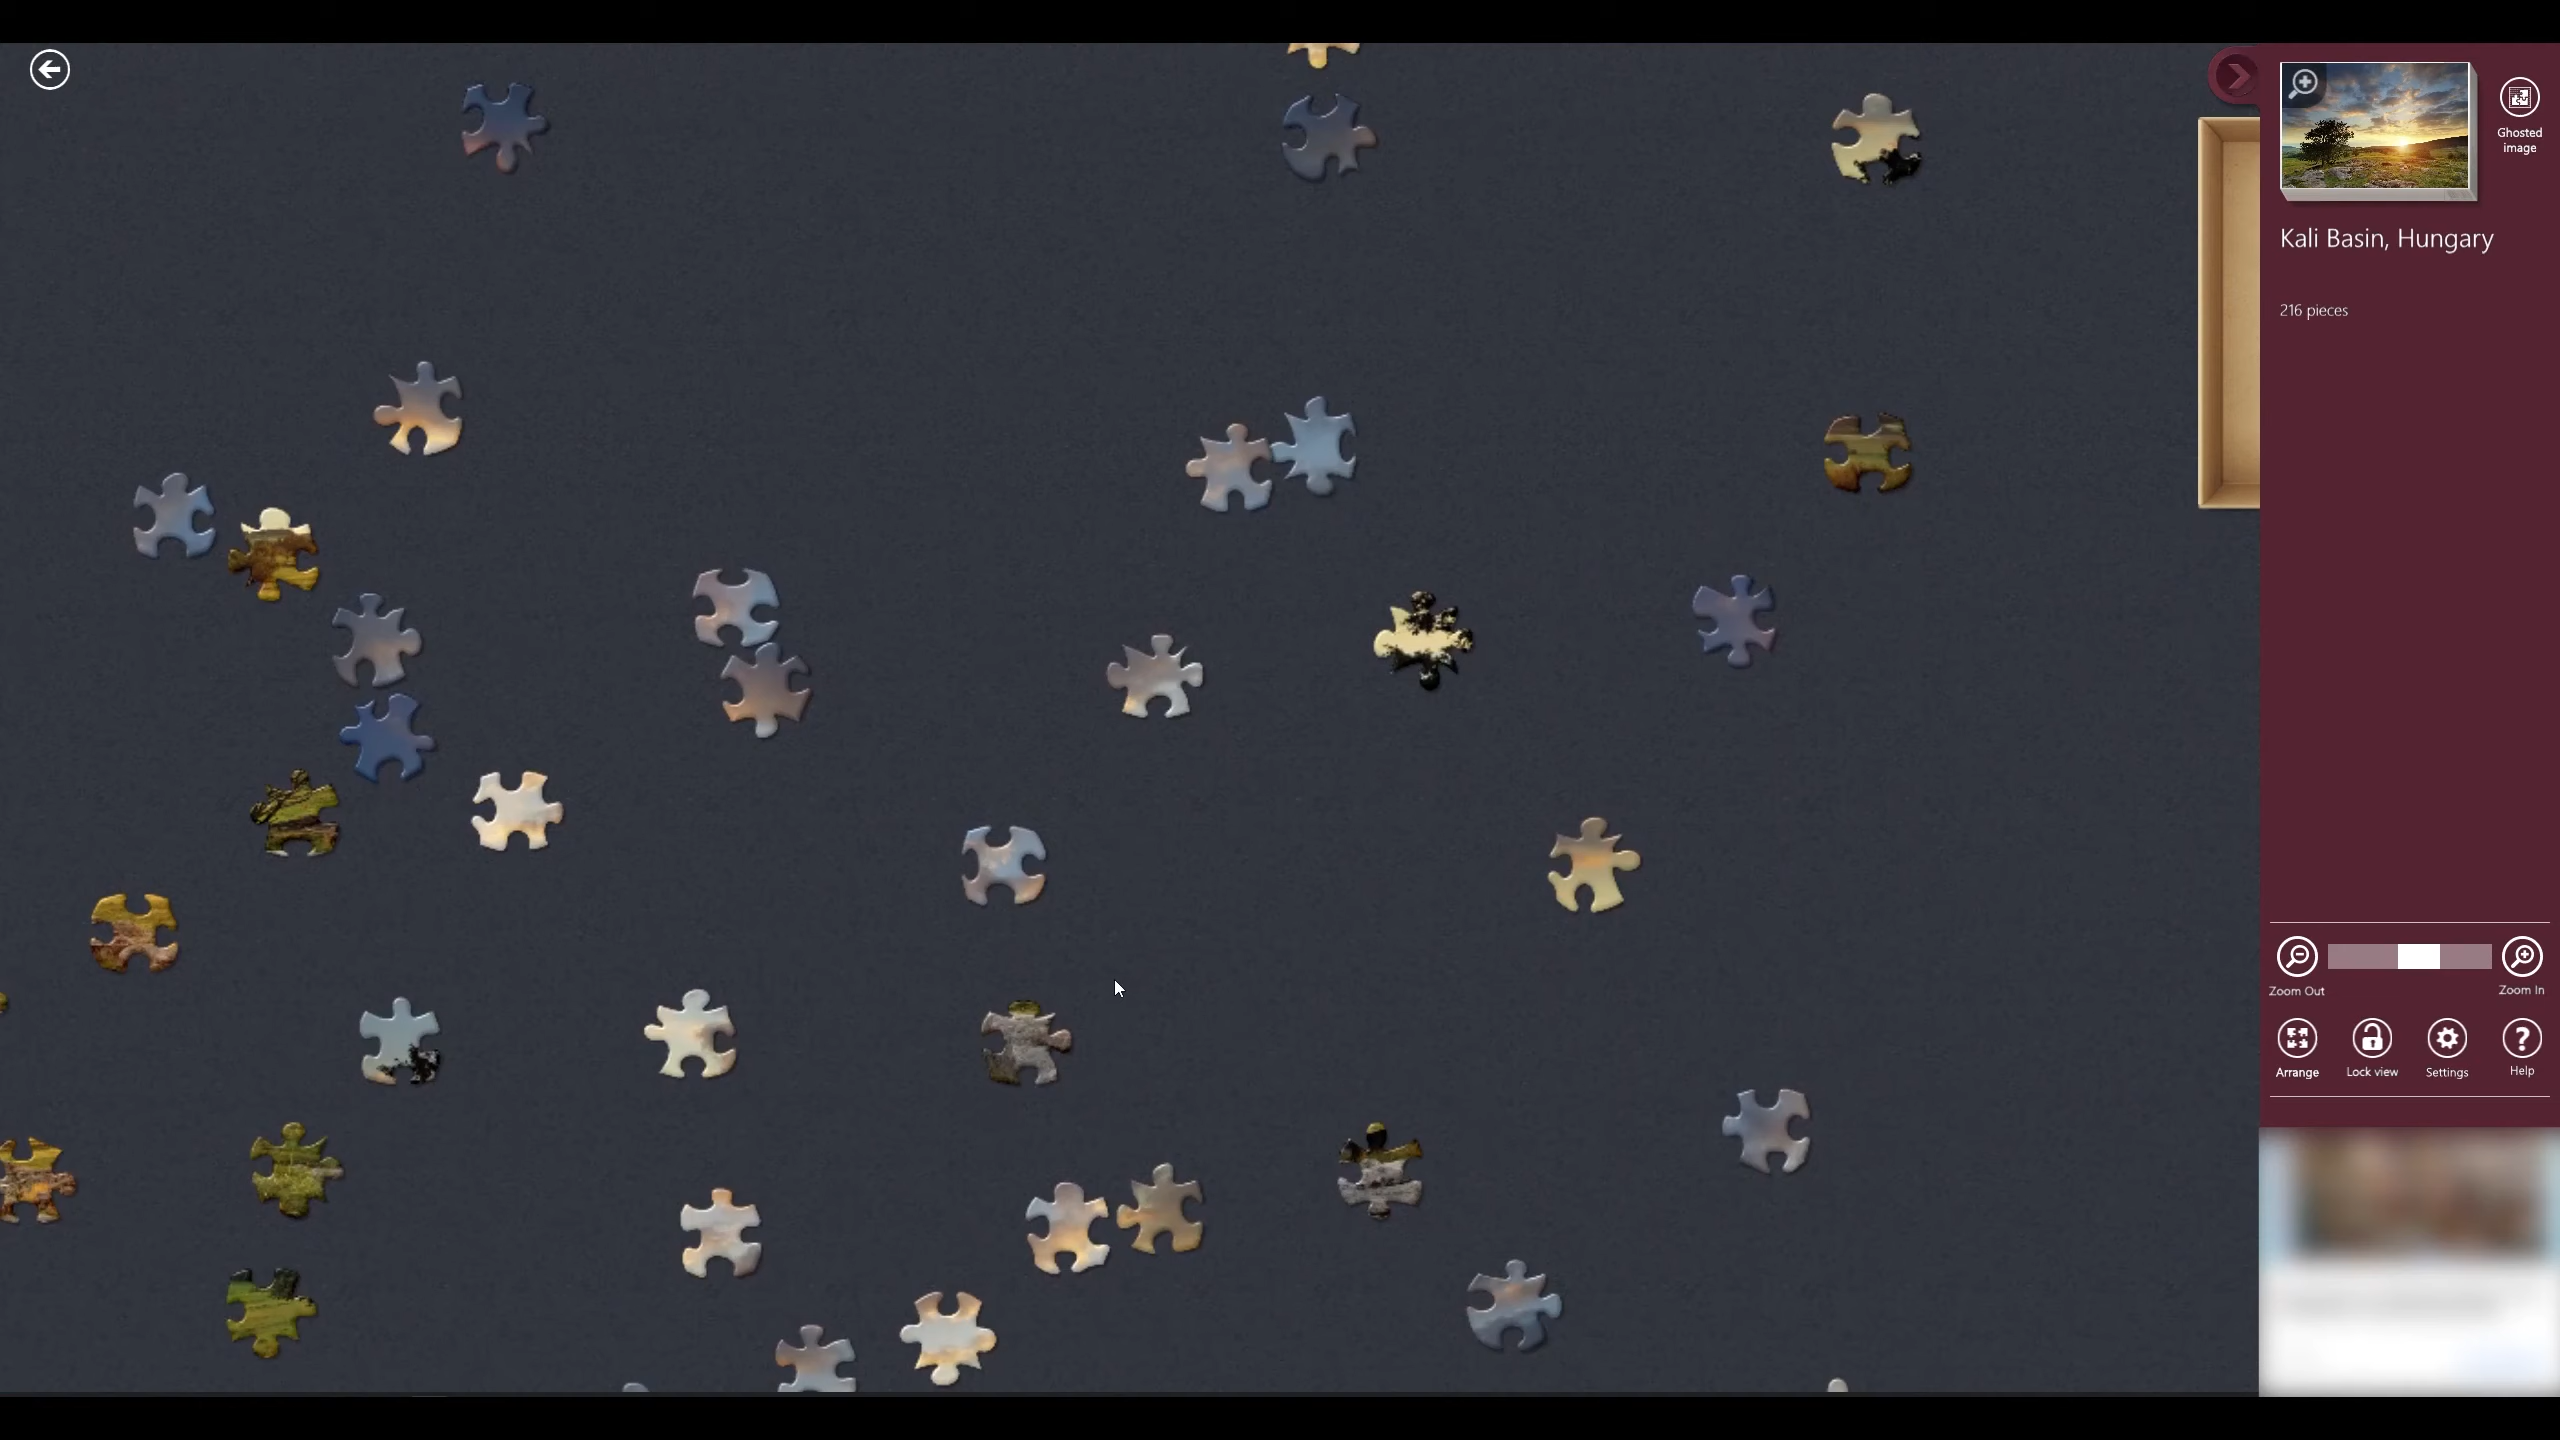 Ghosted
image
Kali Basin, Hungary
216 pieces
Zoom Out
Zoom In
Arrange
Lock view
Settings
Help